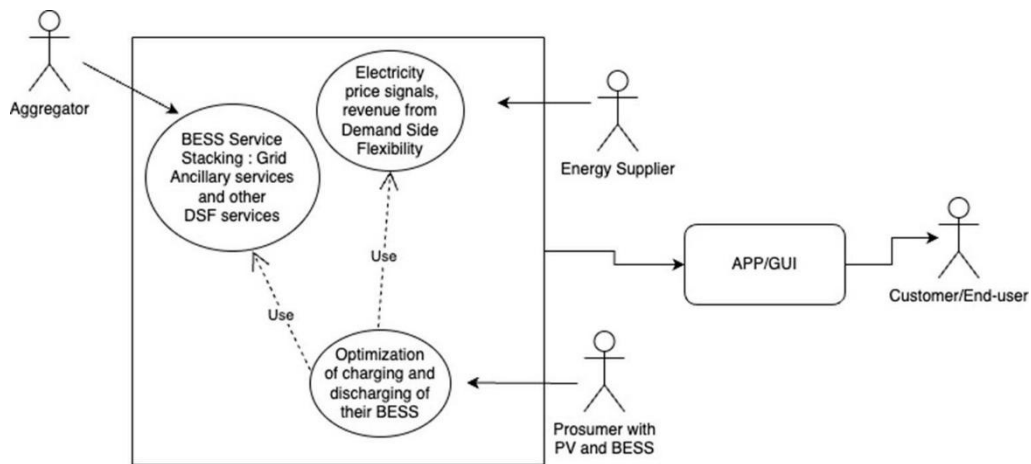 Aggregator
BESS Service
Stacking : Grid
Ancillary services
and other
DSF services
Electricity
price signals,
revenue from
Demand Side
Flexibility
Energy Supplier
Use
Use
APP/GUI
Customer/End-user
Optimization
of charging and
discharging of
their BESS
Prosumer with
PV and BESS